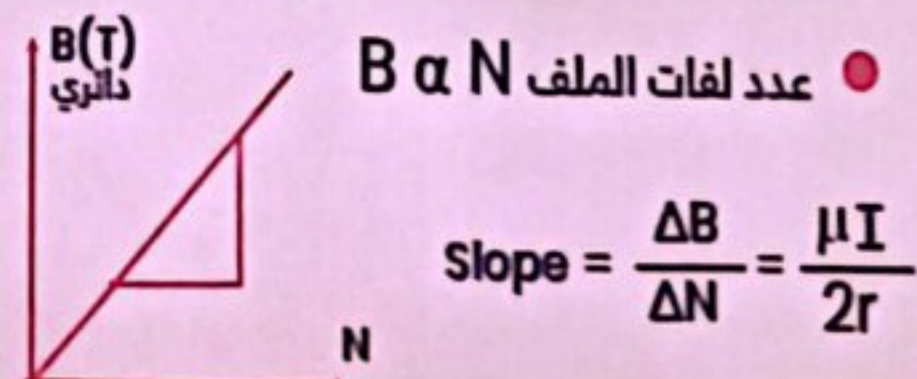 B(T)
دائري
B α N عدد لفات الملف
Slope = ΔB/ΔN = μI/2r
N